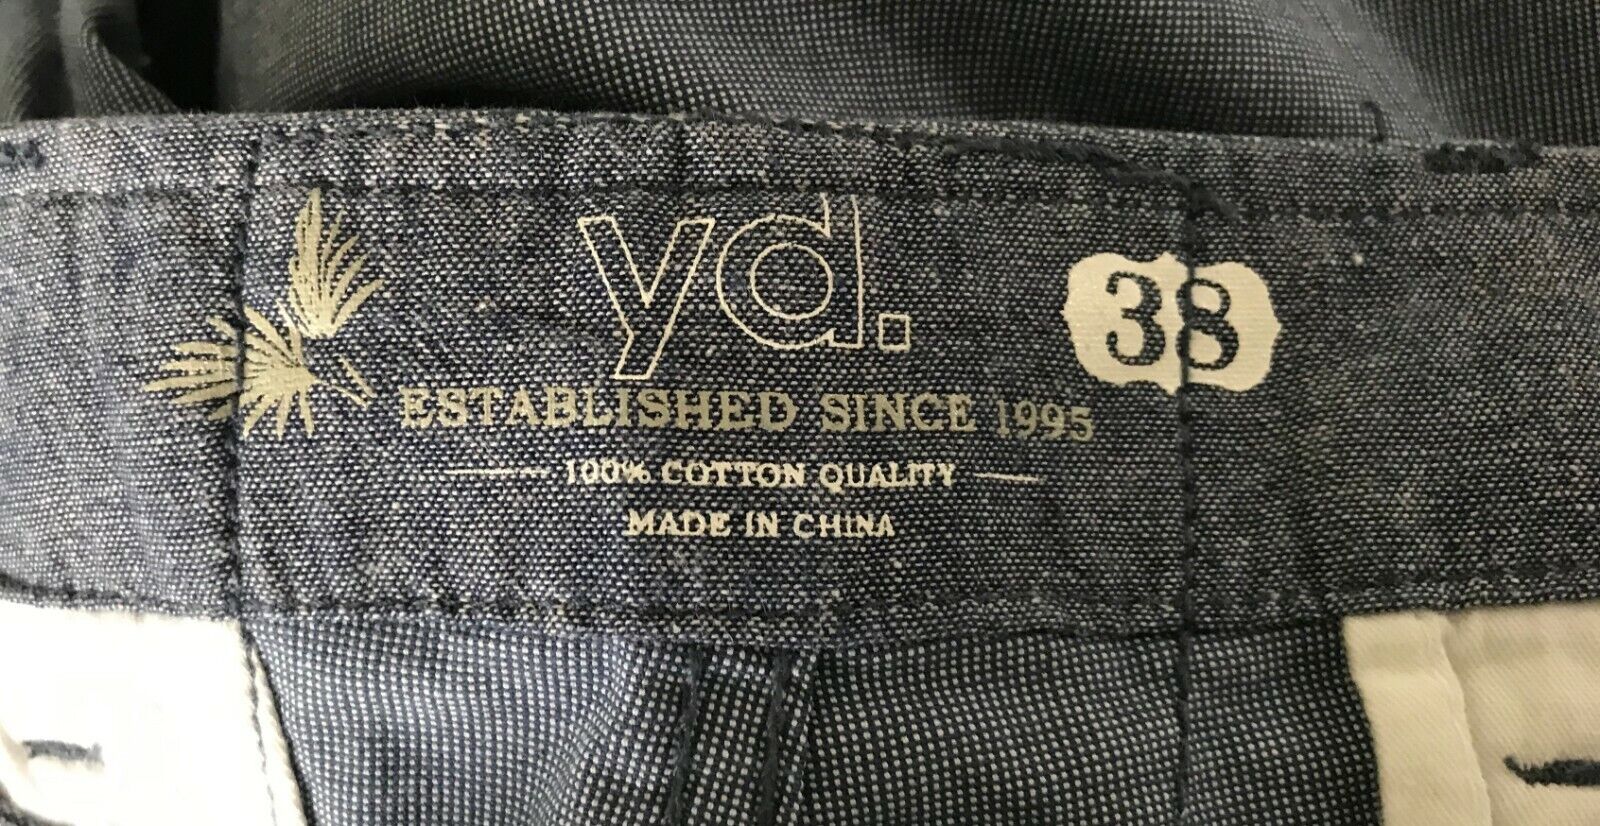 yd.
38
ESTABLISHED SINCE 1995
100% COTTON QUALITY
MADE IN CHINA